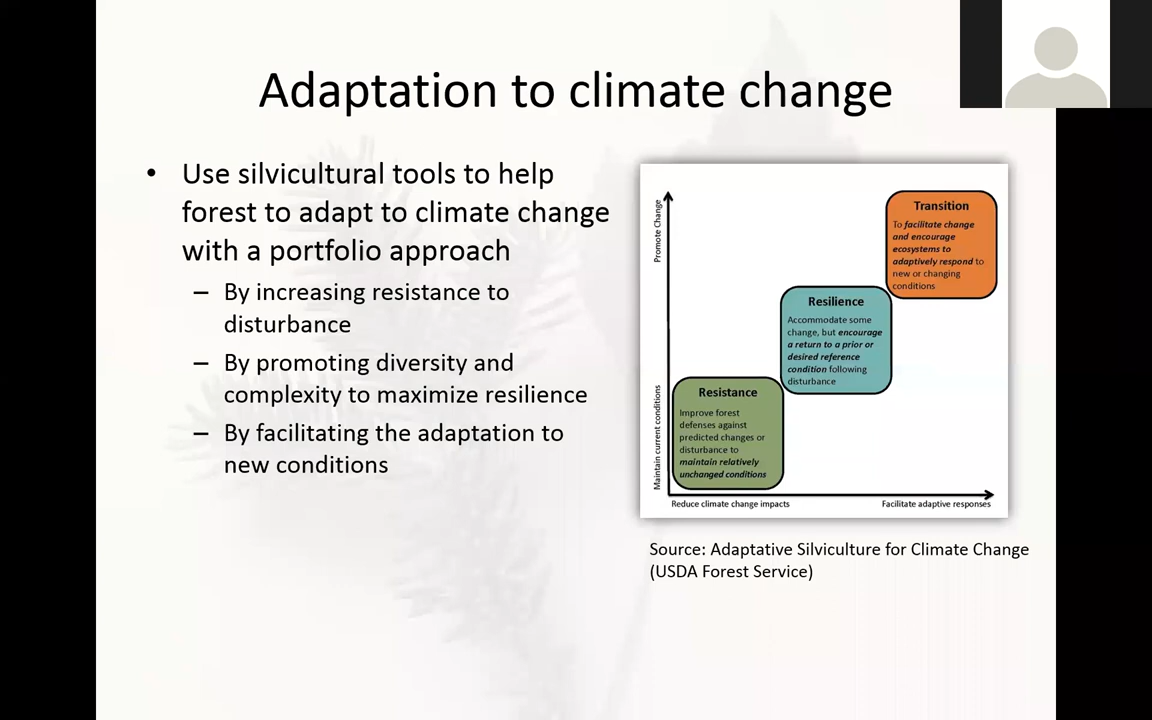 Adaptation to climate change
• Use silvicultural tools to help
forest to adapt to climate change
with a portfolio approach
– By increasing resistance to
disturbance
– By promoting diversity and
complexity to maximize resilience
– By facilitating the adaptation to
new conditions
Promote Change
Maintain current conditions
Transition
To facilitate change
and encourage
ecosystems to
adaptively respond to
new or changing
conditions
Resilience
Accommodate some
change, but encourage
a return to a prior or
desired reference
condition following
disturbance
Resistance
Improve forest
defenses against
predicted changes or
disturbance to
maintain relatively
unchanged conditions
Reduce climate change impacts
Facilitate adaptive responses
Source: Adaptative Silviculture for Climate Change
(USDA Forest Service)